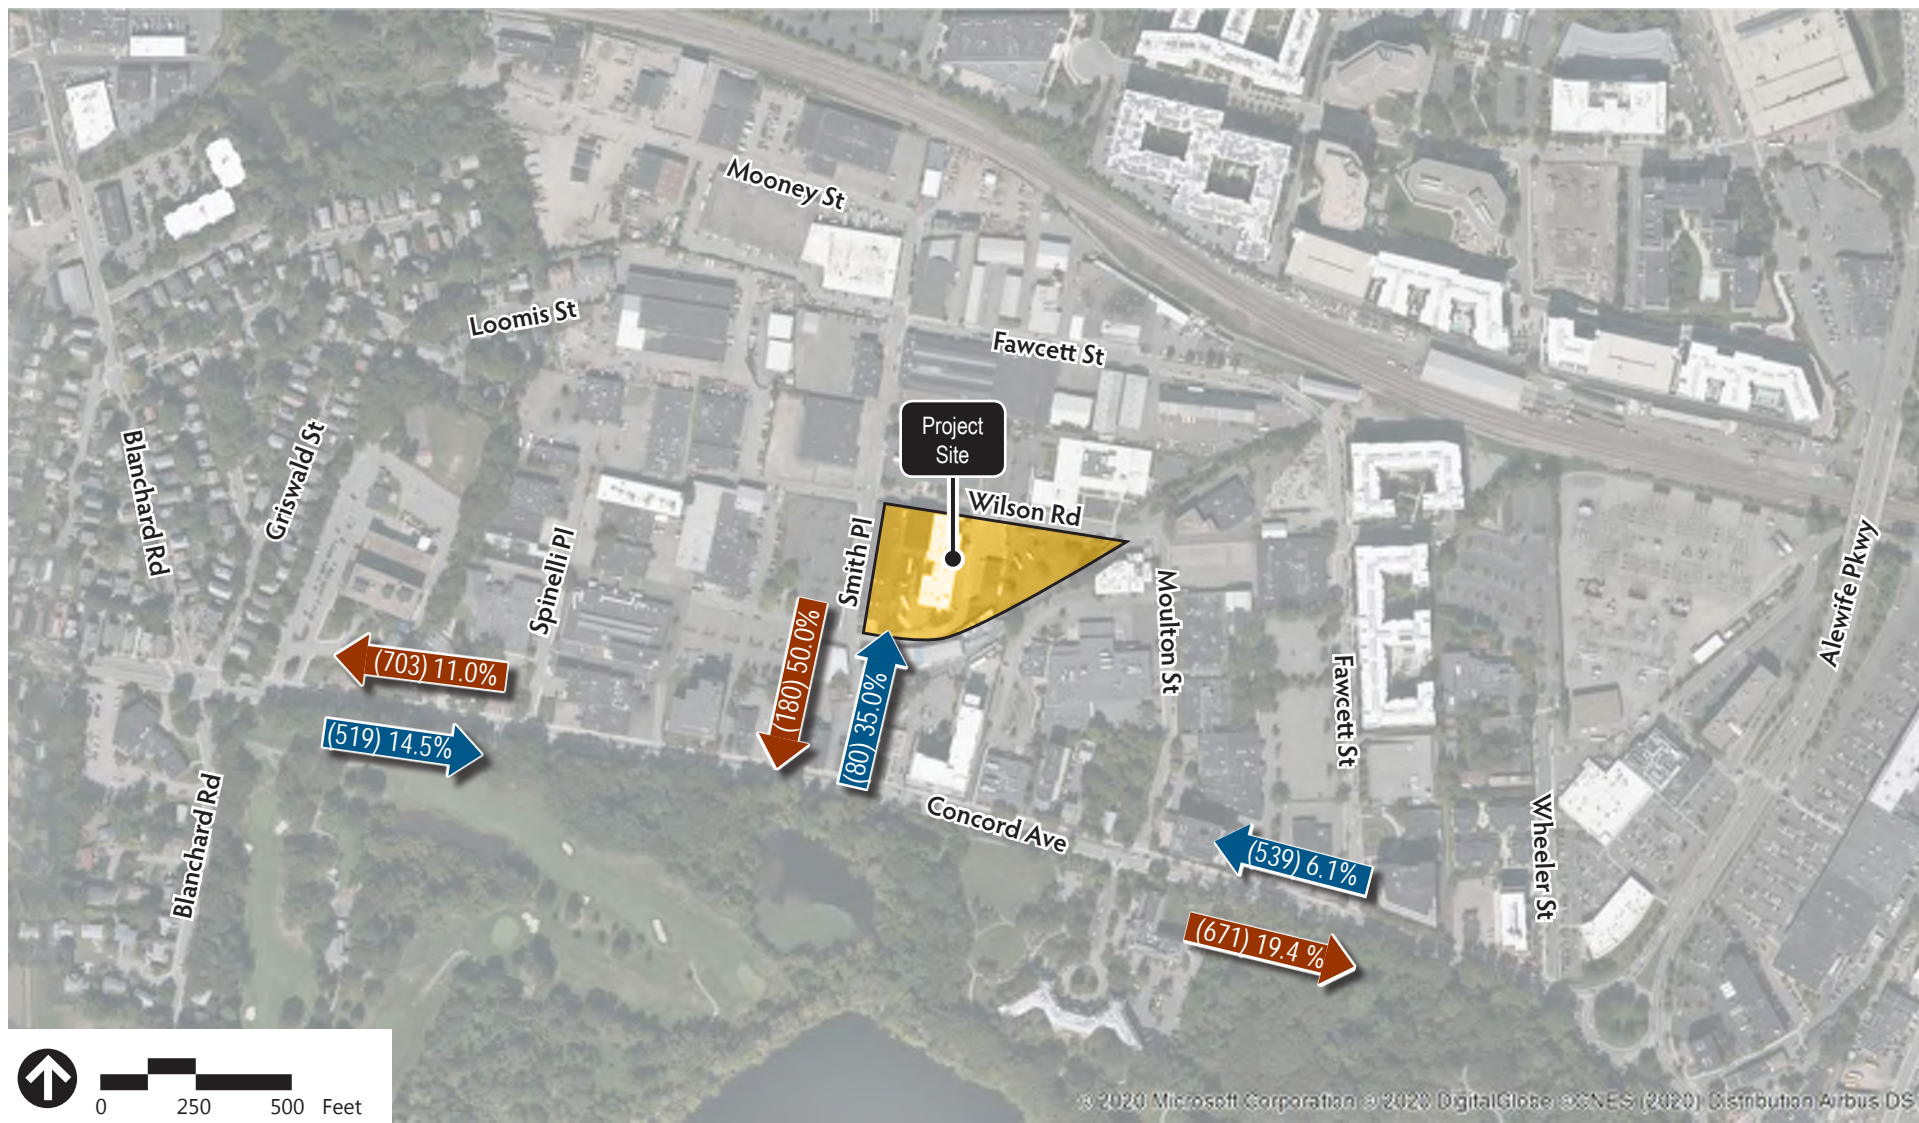 Mooney St
Loomis St
Fawcett St
Project
Site
Blanchard Rd
Griswald St
Wilson Rd
Smith Pl
Spinelli Pl
Moulton St
Alewife Pkwy
(703) 11.0%
(180) 50.0%
(80) 35.0%
Fawcett St
(519) 14.5%
Blanchard Rd
Concord Ave
Wheeler St
(539) 6.1%
(671) 19.4 %
0 250 500 Feet
© 2020 Microsoft Corporation © 2020 DigitalGlobe ©CNES (2020) Distribution Airbus DS